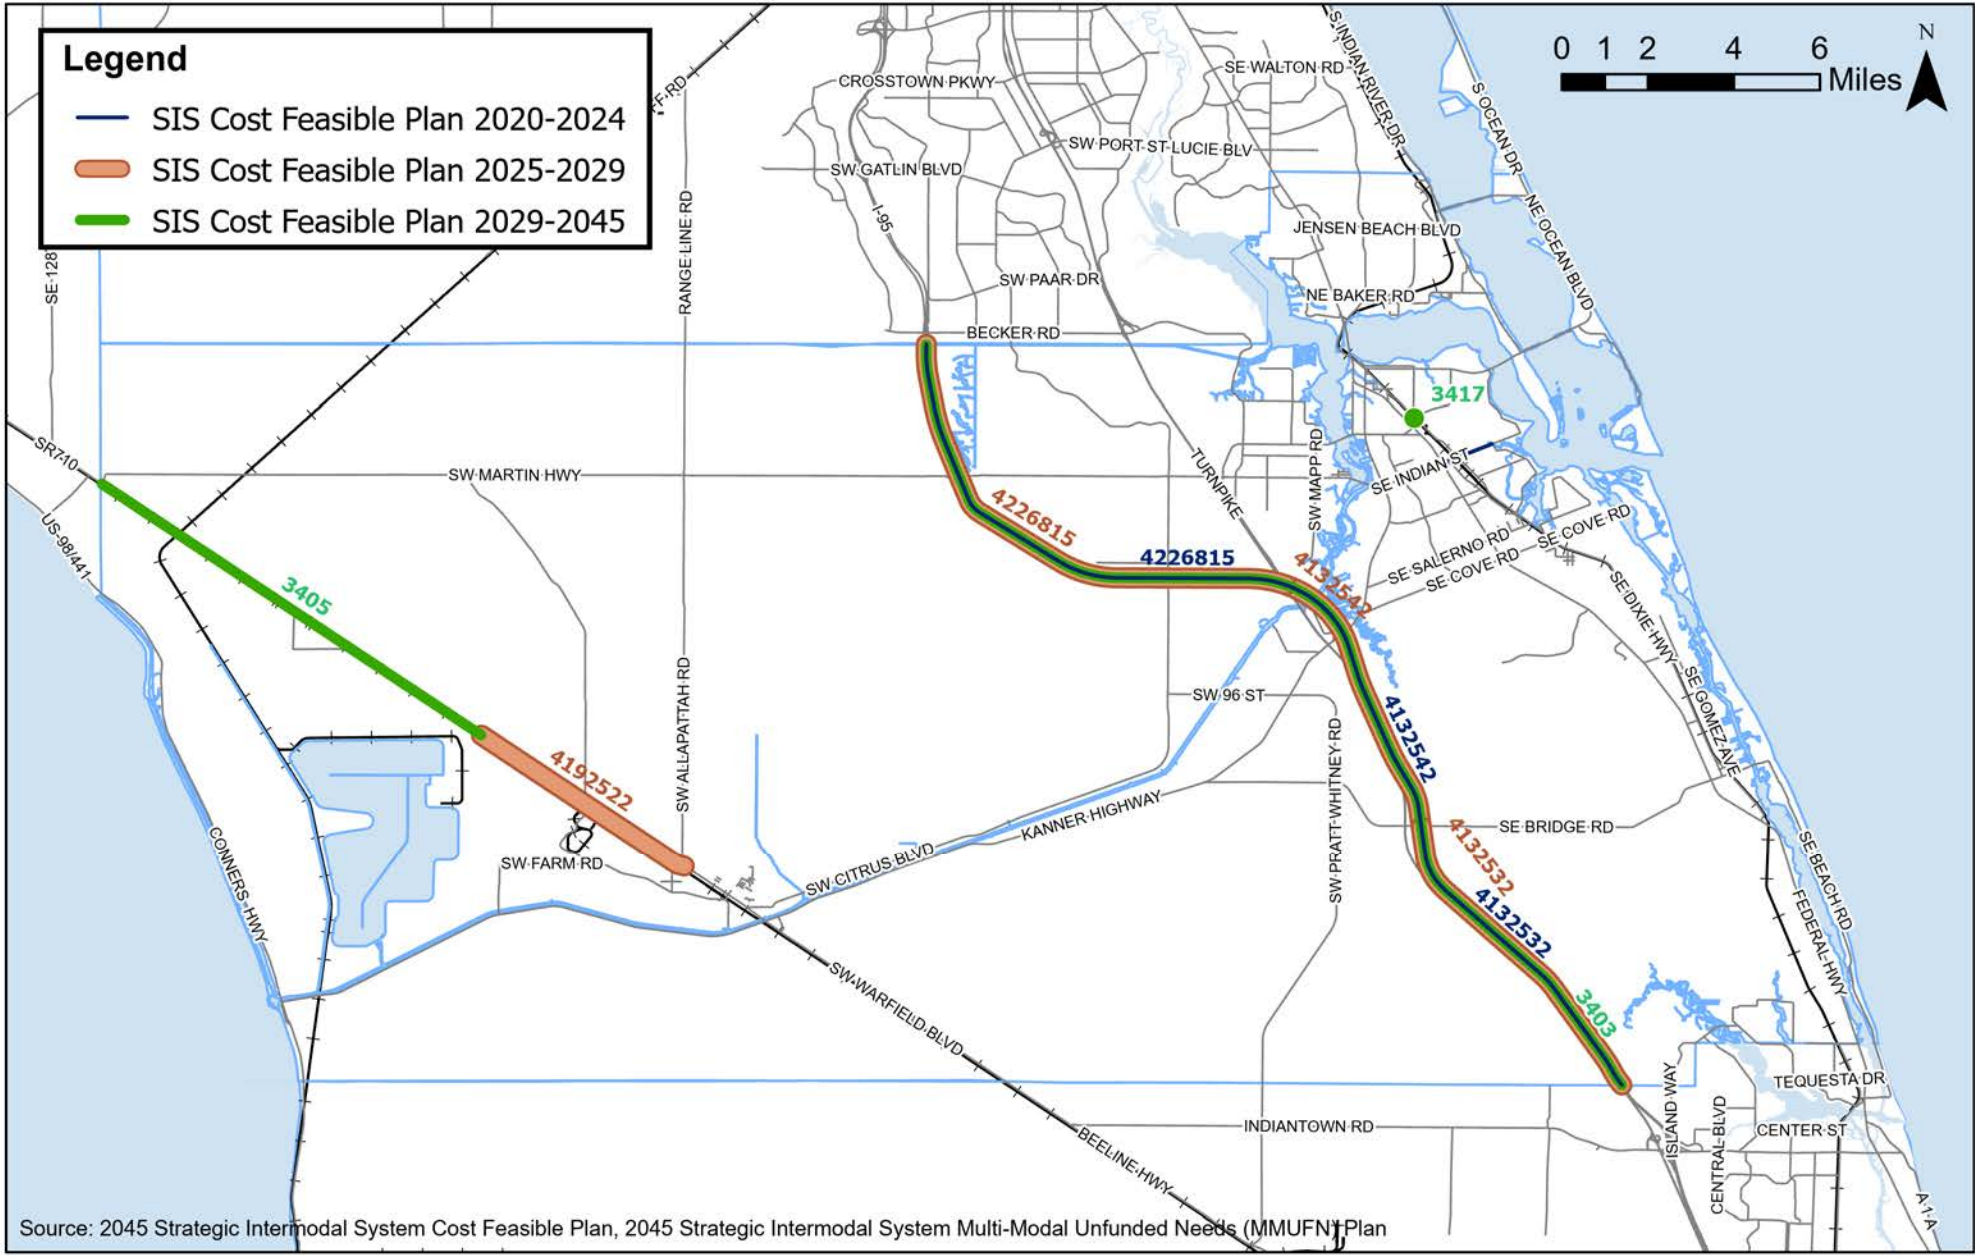 Legend
SIS Cost Feasible Plan 2020-2024
SIS Cost Feasible Plan 2025-2029
SIS Cost Feasible Plan 2029-2045
0 1 2 4 6
Miles
N
F-RD
CROSSTOWN PKWY
SE WALTON RD
S INDIAN RIVER DR
S OCEAN DR
SW PORT ST LUCIE BLV
SW GATLIN BLVD
I-95
RANGE LINE RD
SE-128
JENSEN BEACH BLVD
NE OCEAN BLVD
SW PAAR DR
NE BAKER RD
BECKER RD
3417
SR710
SW MARTIN HWY
TURNPIKE
SW MAPP RD
SE INDIAN ST
US-98/441
4226815
4226815
4132542
SE SALERNO RD
SE COVE RD
SE COVE RD
SE DIXIE HWY
3405
SW ALLAPATTAH RD
SW 96 ST
SW PRATT WHITNEY RD
4132542
SE GOMEZ AVE
4192522
KANNER HIGHWAY
SE BRIDGE RD
CONNERS HWY
SW FARM RD
SW CITRUS BLVD
4132532
4132532
SE BEACH RD
FEDERAL HWY
SW WARFIELD BLVD
3403
ISLAND WAY
TEQUESTA DR
INDIANTOWN RD
CENTRAL BLVD
CENTER ST
BEELINE HWY
A-1-A
Source: 2045 Strategic Intermodal System Cost Feasible Plan, 2045 Strategic Intermodal System Multi-Modal Unfunded Needs (MMUFN) Plan